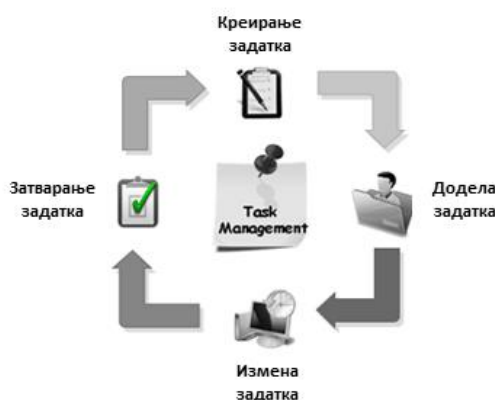 Креирање
задатка
Затварање
задатка
Task
Management
Додела
задатка
Измена
задатка